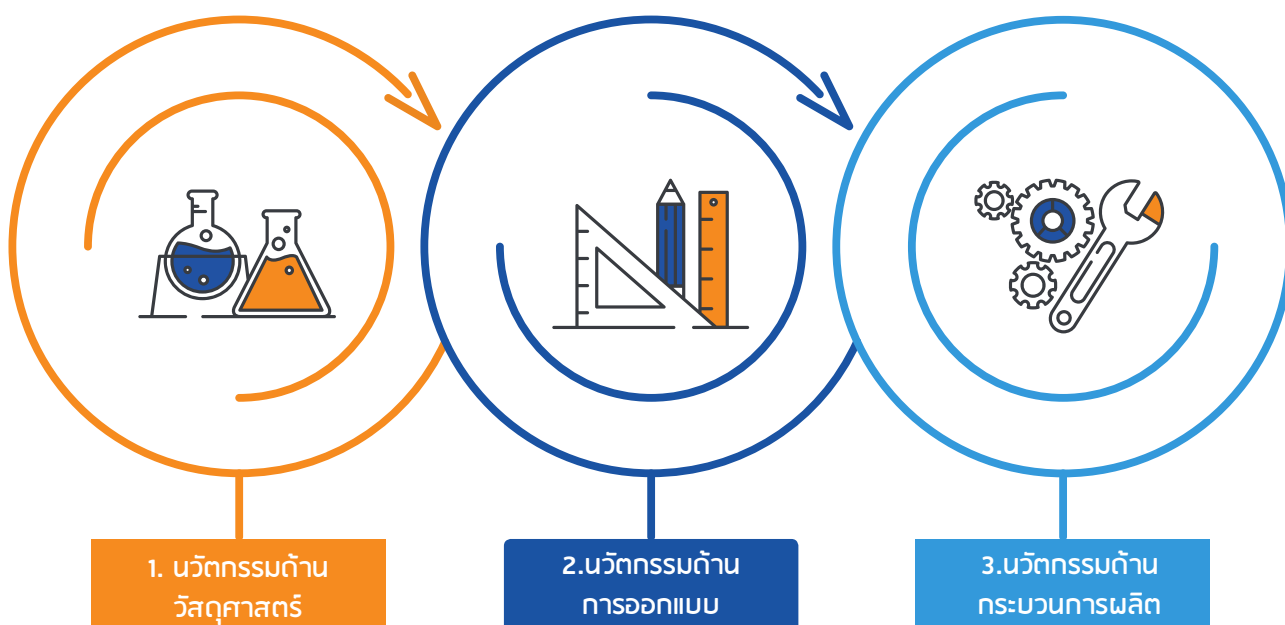 1. นวัตกรรมด้าน
วัสดุศาสตร์
2.นวัตกรรมด้าน
การออกแบบ
3.นวัตกรรมด้าน
กระบวนการผลิต